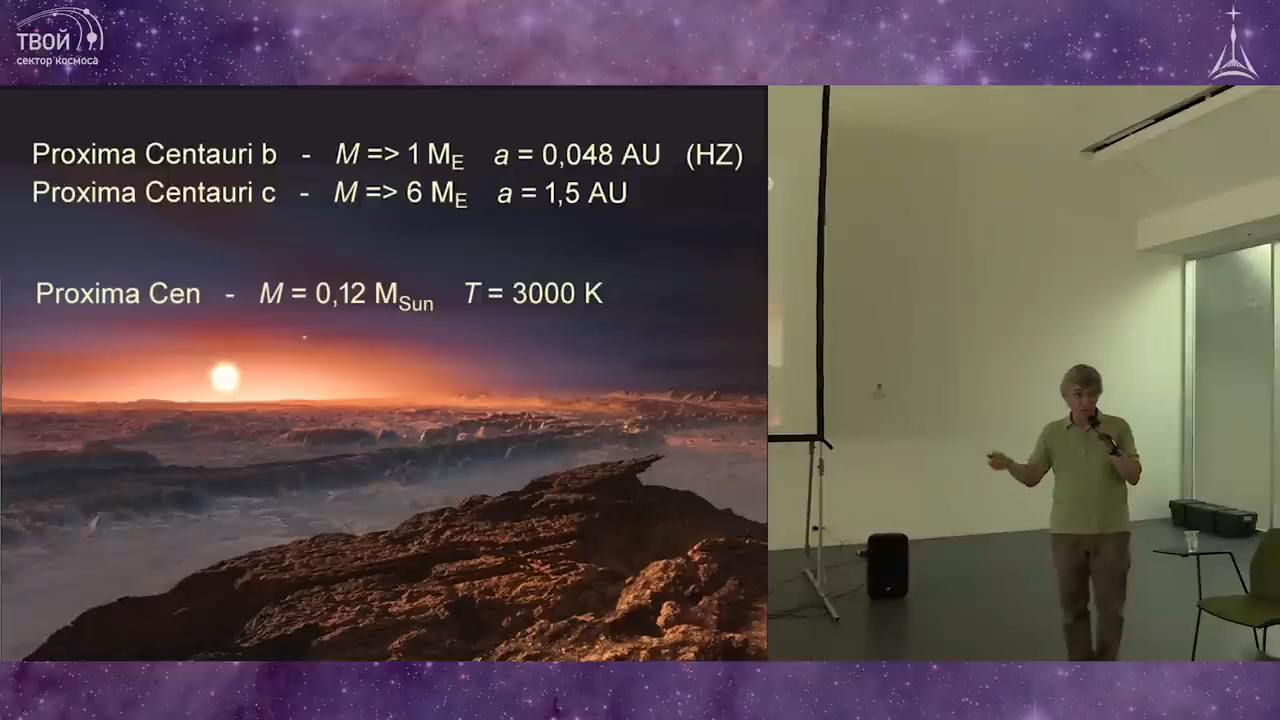 ТВОЙ
сектор космоса
Proxima Centauri b - M => 1 ME a = 0,048 AU (HZ)
Proxima Centauri c - M => 6 ME a = 1,5 AU
Proxima Cen - M = 0,12 MSun T = 3000 K